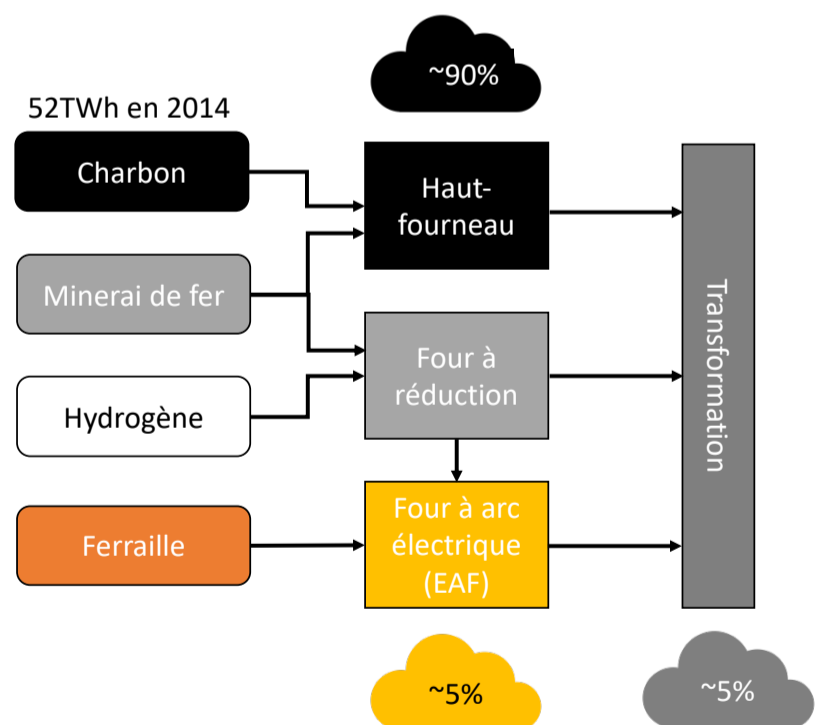 ~90%
52TWh en 2014
Charbon
Haut-
fourneau
Minerai de fer
Four à
réduction
Hydrogène
Ferraille
Four à arc
électrique
(EAF)
Transformation
~5%
~5%